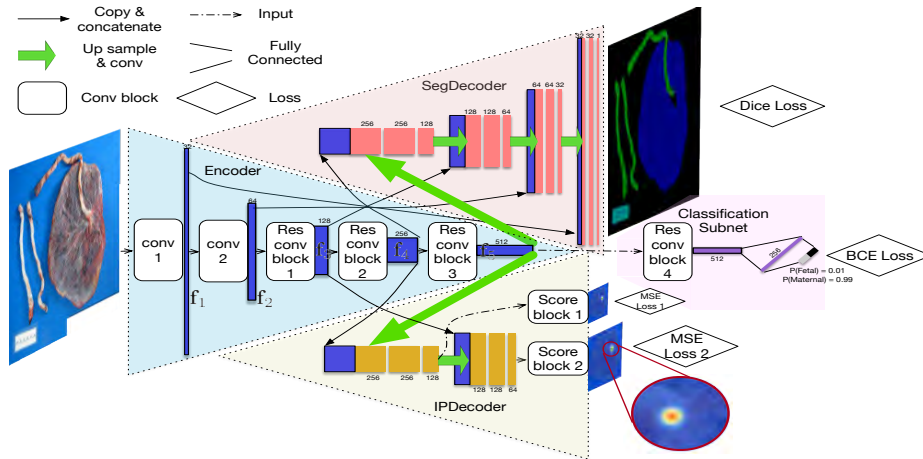 Copy &
concatenate
Input
Up sample
& conv
Fully
Connected
Conv block
Loss
SegDecoder
32 32 1
64 64 32
128 128 64
256 256 128
Dice Loss
Encoder
32
64
128
256
512
conv
1
conv
2
Res
conv
block
1
Res
conv
block
2
Res
conv
block
3
f1
f2
Classification
Subnet
Res
conv
block
4
512
256
P(Fetal) = 0.01
P(Maternal) = 0.99
BCE Loss
Score
block 1
MSE
Loss 1
Score
block 2
MSE
Loss 2
256 256 128
128 128 64
IPDecoder